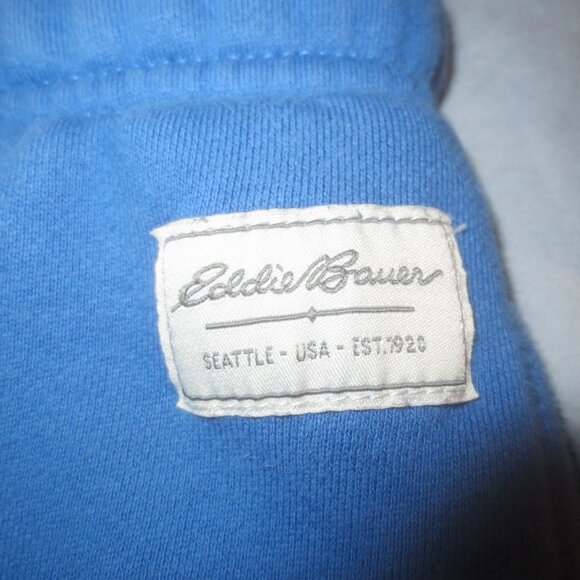 Eddie Bauer
SEATTLE - USA - EST.1920